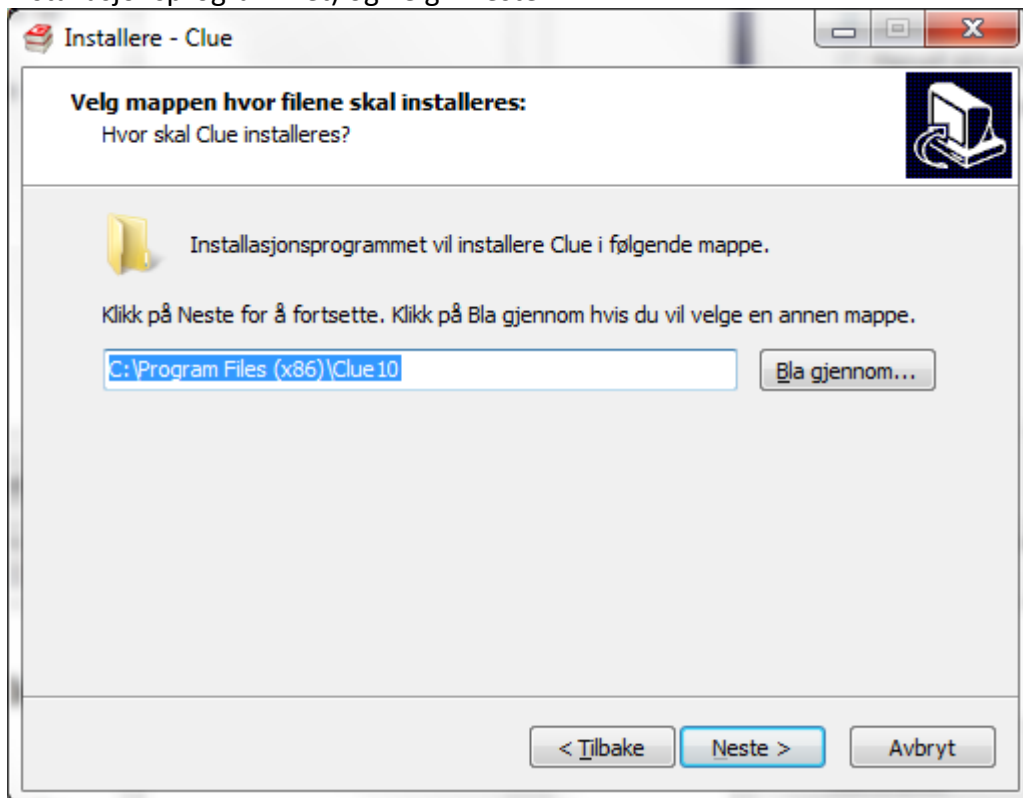 Installere - Clue
Velg mappen hvor filene skal installeres:
Hvor skal Clue installeres?
Installasjonsprogrammet vil installere Clue i følgende mappe.
Klikk på Neste for å fortsette. Klikk på Bla gjennom hvis du vil velge en annen mappe.
C:\Program Files (x86)\Clue10
Bla gjennom...
< Tilbake
Neste >
Avbryt